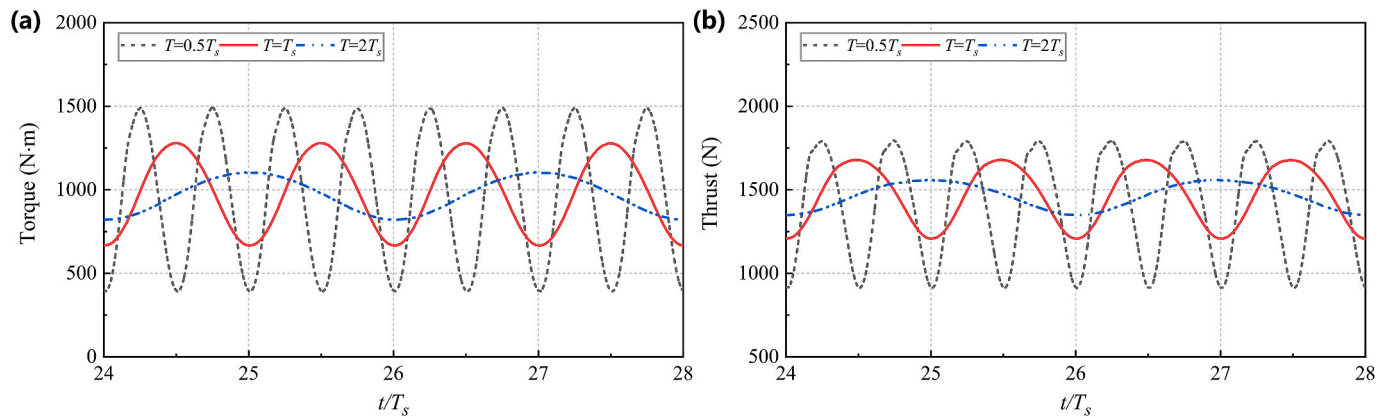 (a)
2000
1500
1000
500
0
Torque (N·m)
T=0.5Ts T=Ts T=2Ts
24 25 26 27 28
t/Ts
(b)
2500
2000
1500
1000
500
Thrust (N)
T=0.5Ts T=Ts T=2Ts
24 25 26 27 28
t/Ts